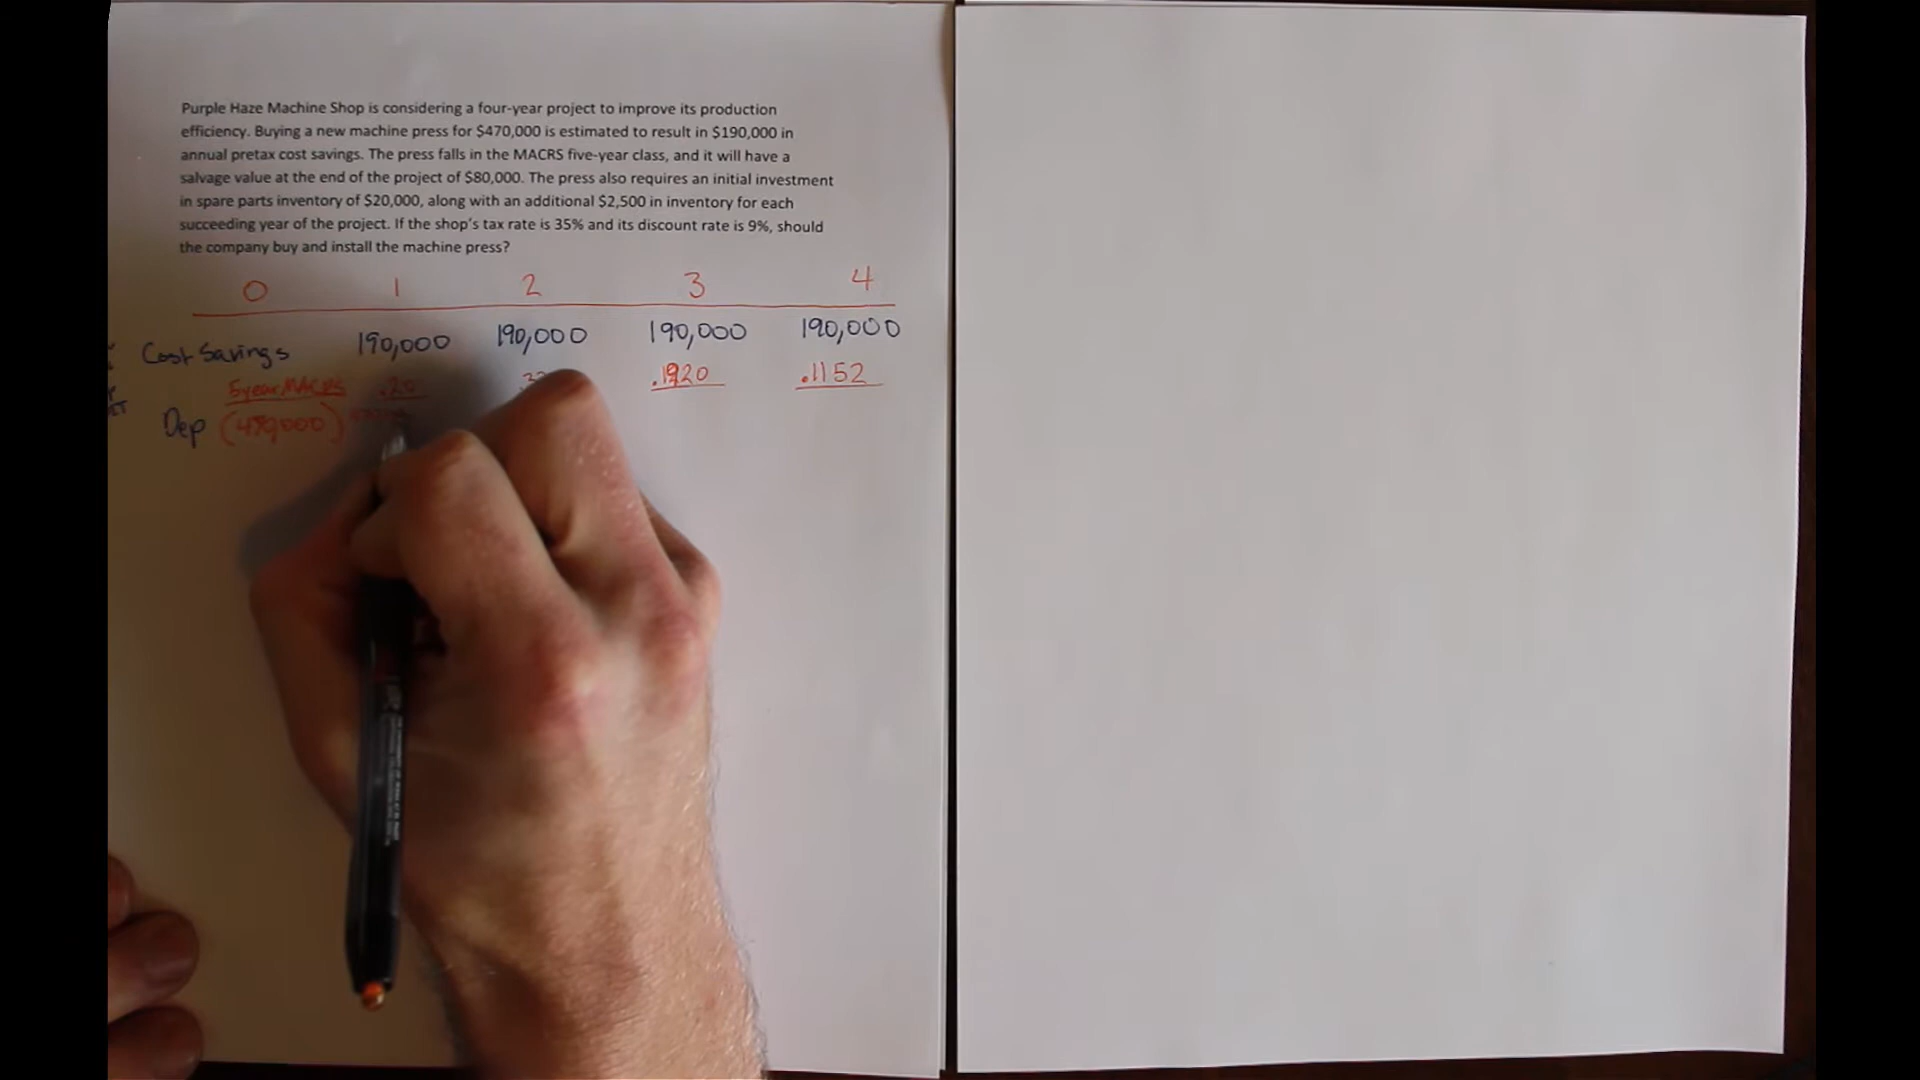 Purple Haze Machine Shop is considering a four-year project to improve its production
efficiency. Buying a new machine press for $470,000 is estimated to result in $190,000 in
annual pretax cost savings. The press falls in the MACRS five-year class, and it will have a
salvage value at the end of the project of $80,000. The press also requires an initial investment
in spare parts inventory of $20,000, along with an additional $2,500 in inventory for each
succeeding year of the project. If the shop's tax rate is 35% and its discount rate is 9%, should
the company buy and install the machine press?
0 1 2 3 4
Cost Savings 190,000 190,000 190,000 190,000
5year MACRS .20 .1920 .1152
Dep (470,000)